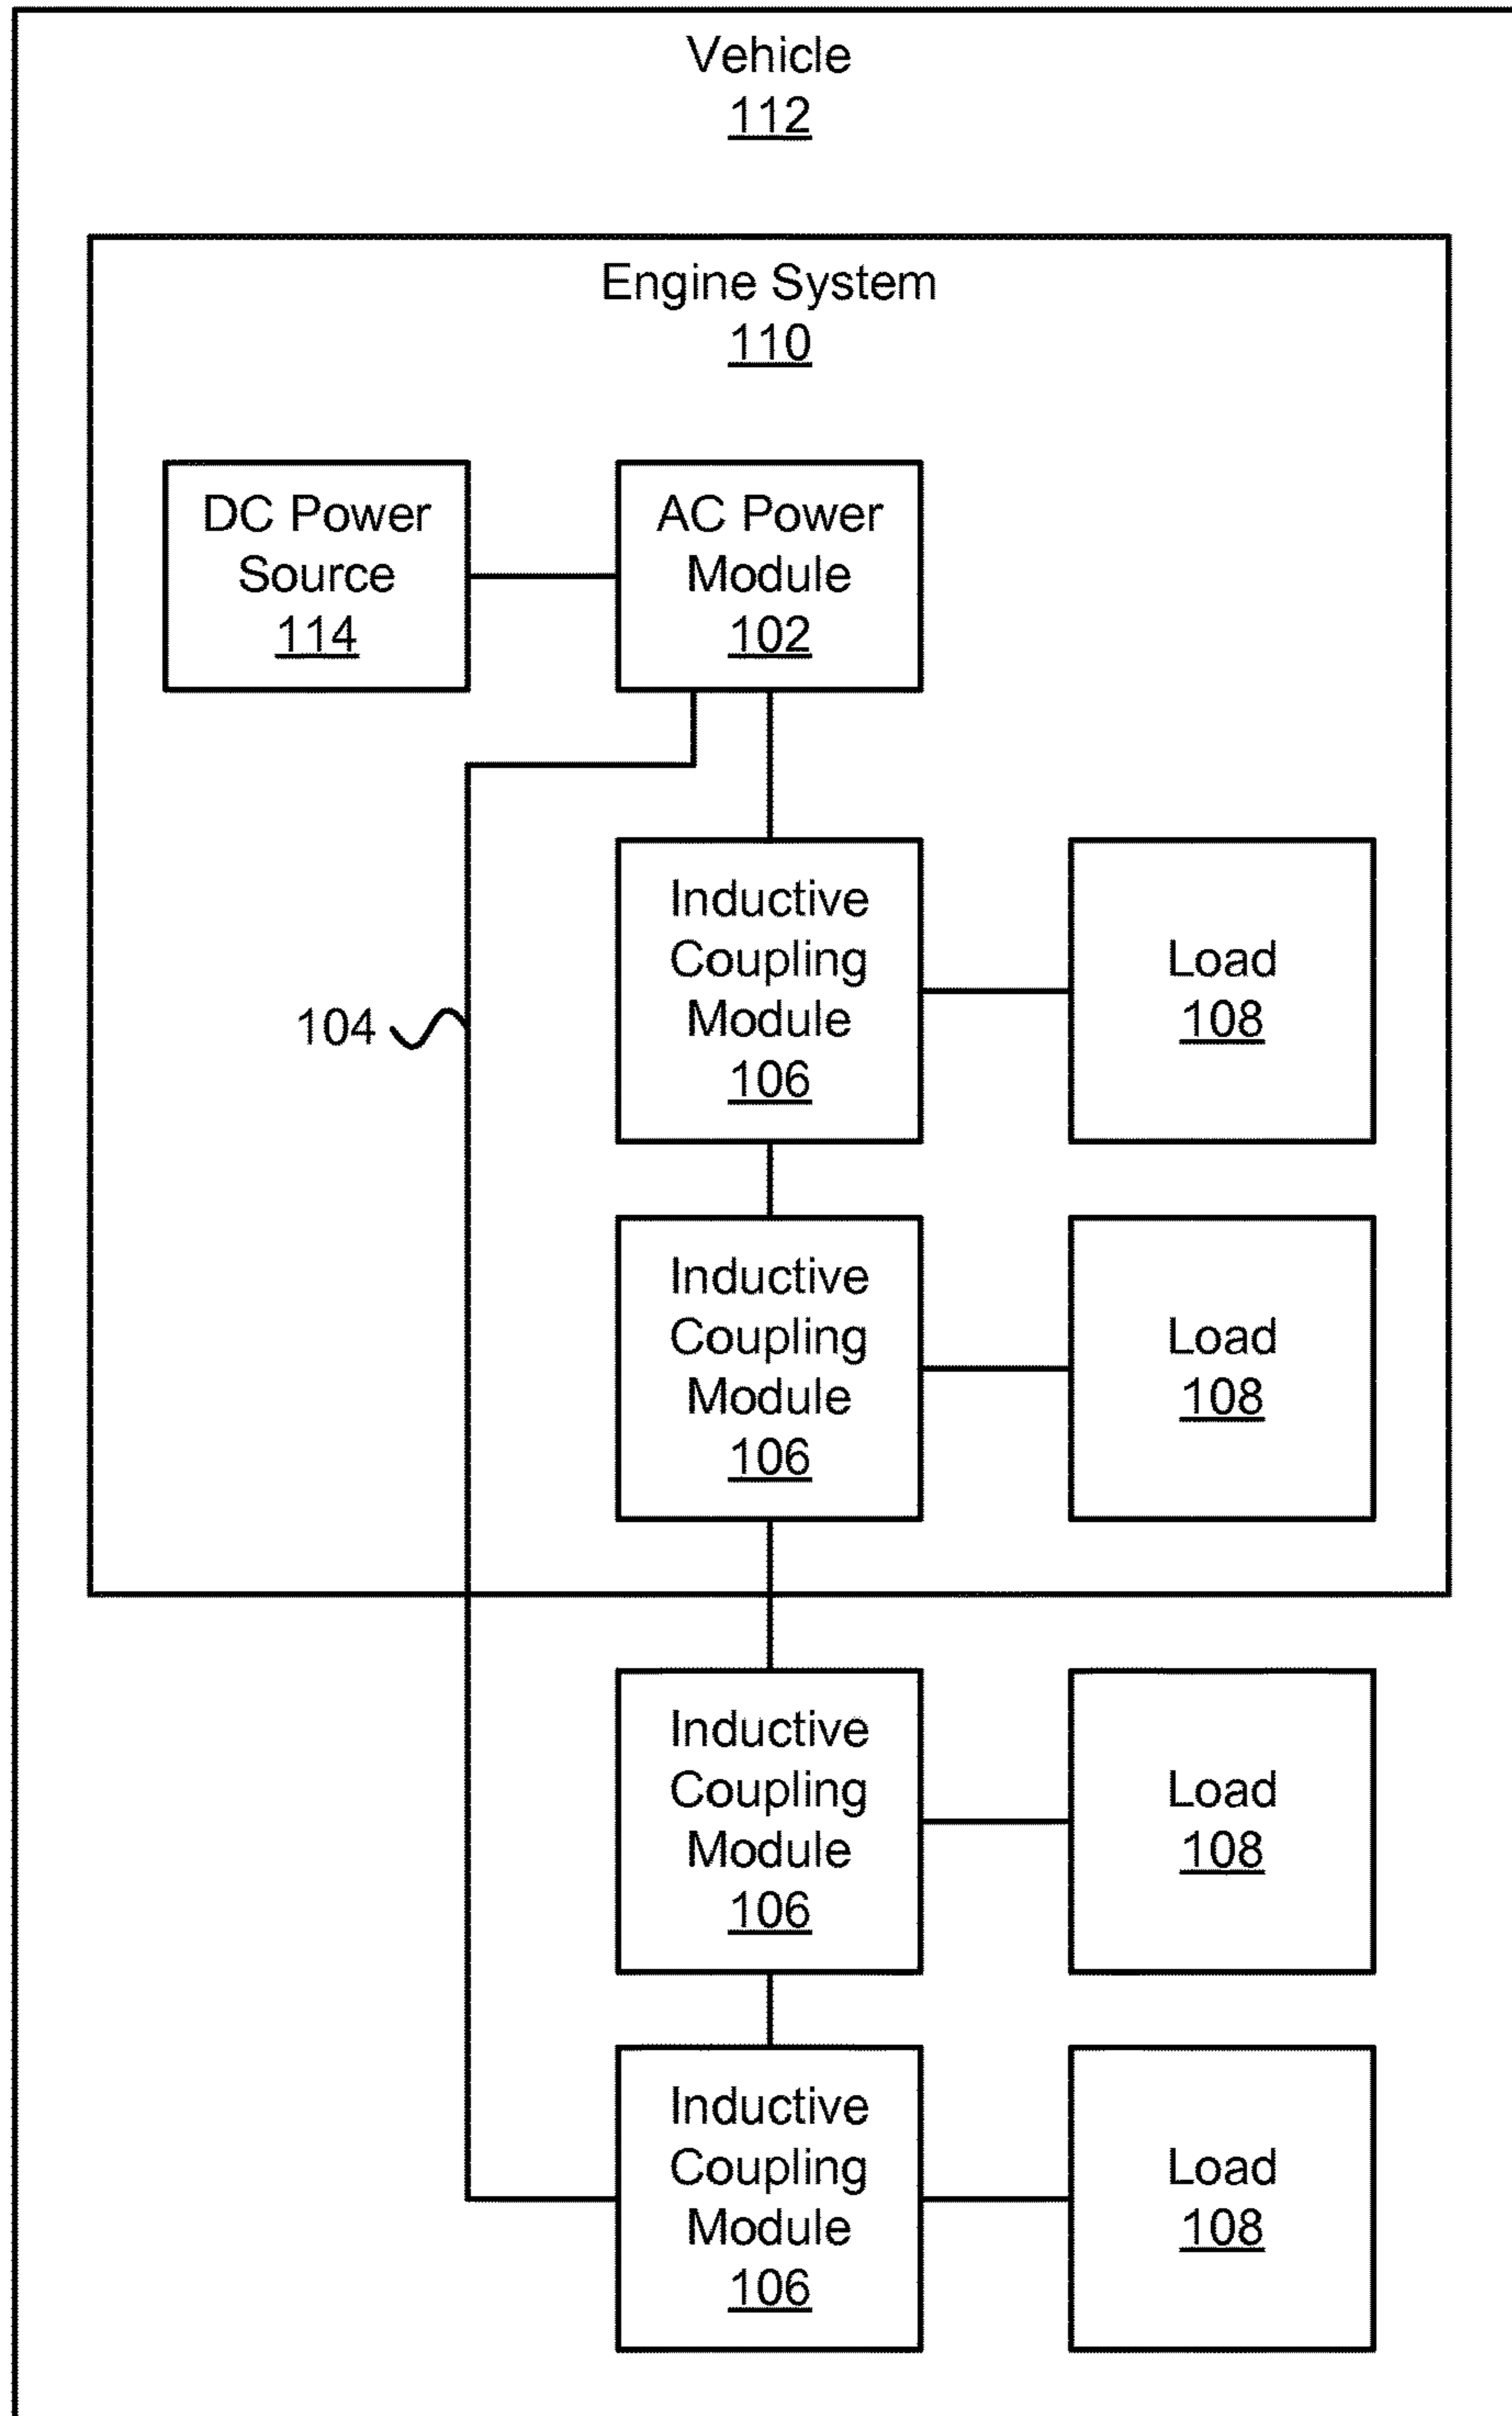 Vehicle
112
Engine System
110
DC Power
Source
114
AC Power
Module
102
Inductive
Coupling
Module
106
Load
108
104
Inductive
Coupling
Module
106
Load
108
Inductive
Coupling
Module
106
Load
108
Inductive
Coupling
Module
106
Load
108